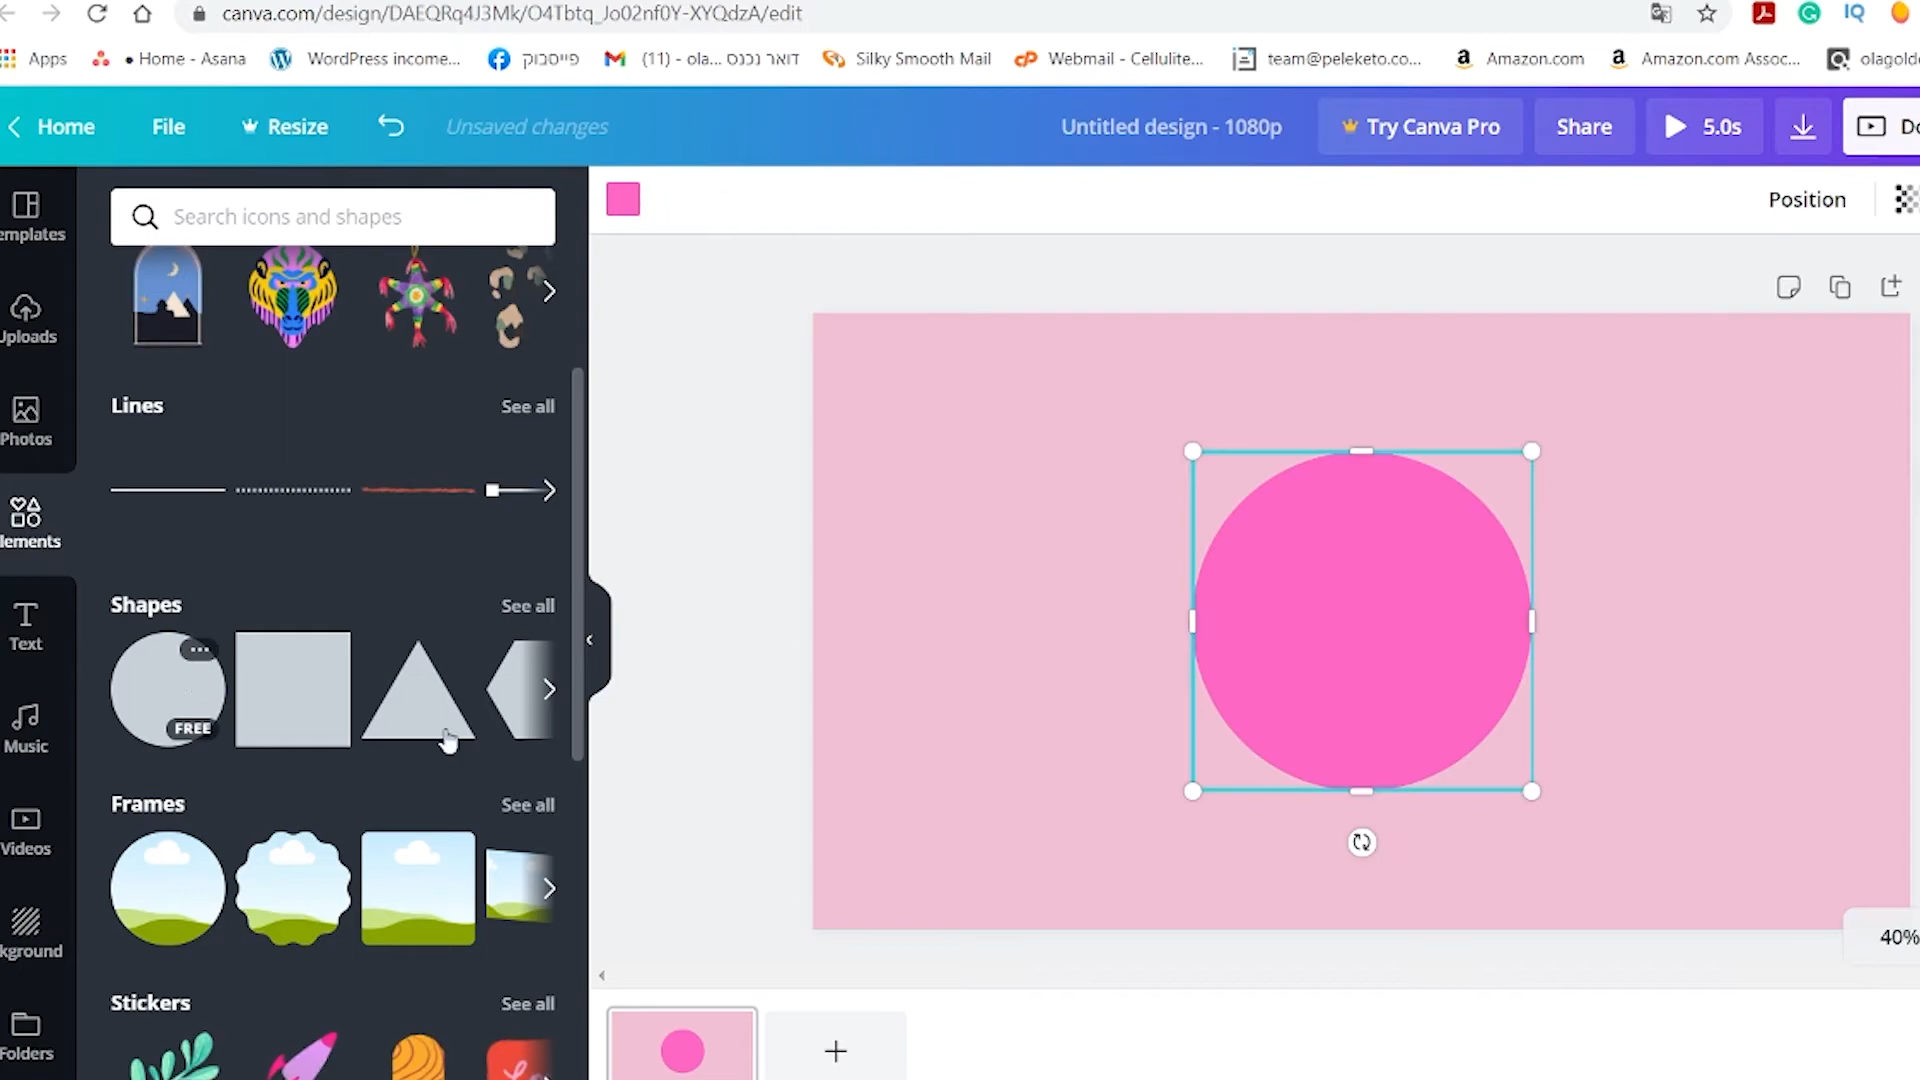 canva.com/design/DAEQRq4J3Mk/O4Tbtq_Jo02nf0Y-XYQdzA/edit
Apps
• Home - Asana
WordPress income...
פייסבוק
דואר נכנס (11) - ola...
Silky Smooth Mail
Webmail - Cellulite...
team@peleketo.co...
Amazon.com
Amazon.com Assoc...
olagold
Home
File
Resize
Unsaved changes
Untitled design - 1080p
Try Canva Pro
Share
5.0s
Do
Search icons and shapes
Position
emplates
Uploads
Photos
lements
Text
Music
Videos
kground
Folders
Lines
See all
Shapes
See all
FREE
Frames
See all
Stickers
See all
40%